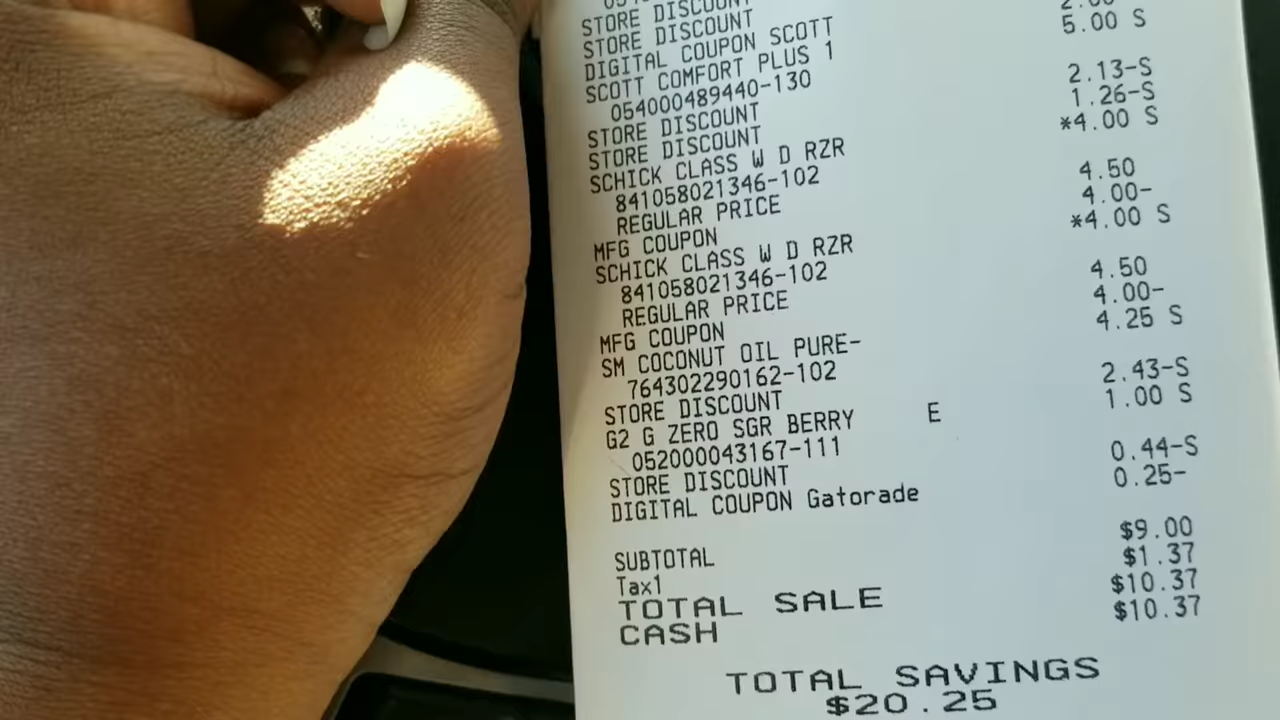 STORE DISCOUNT
STORE DISCOUNT
DIGITAL COUPON SCOTT
SCOTT COMFORT PLUS 1 5.00 S
054000489440-130
STORE DISCOUNT 2.13-S
STORE DISCOUNT 1.26-S
SCHICK CLASS W D RZR *4.00 S
841058021346-102
REGULAR PRICE 4.50
MFG COUPON 4.00-
SCHICK CLASS W D RZR *4.00 S
841058021346-102
REGULAR PRICE 4.50
MFG COUPON 4.00-
SM COCONUT OIL PURE- 4.25 S
764302290162-102
STORE DISCOUNT 2.43-S
G2 G ZERO SGR BERRY E 1.00 S
052000043167-111
STORE DISCOUNT 0.44-S
DIGITAL COUPON Gatorade 0.25-
SUBTOTAL $9.00
Tax1 $1.37
TOTAL SALE $10.37
CASH $10.37
TOTAL SAVINGS
$20.25